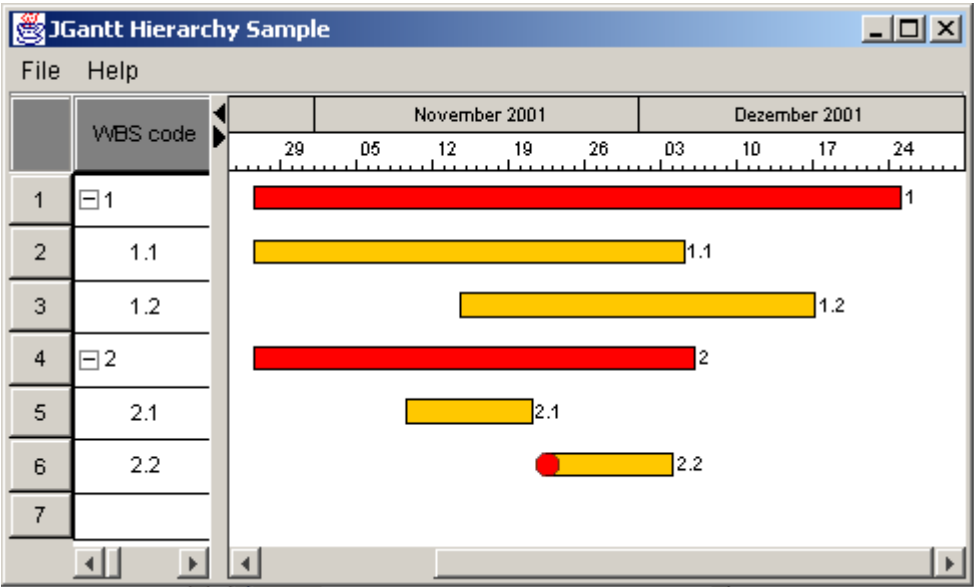 JGantt Hierarchy Sample
File Help
WBS code
November 2001 Dezember 2001
29 05 12 19 26 03 10 17 24
1 1 1
2 1.1 1.1
3 1.2 1.2
4 2 2
5 2.1 2.1
6 2.2 2.2
7